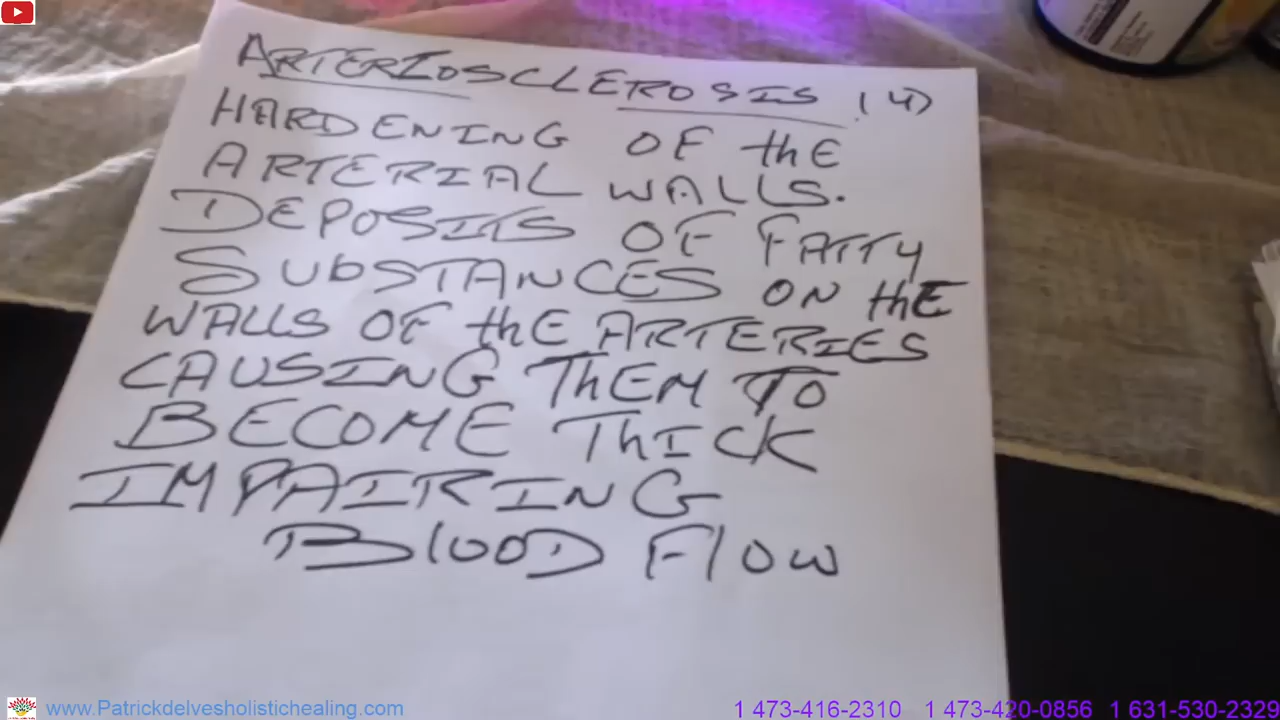 ARTERIOSCLEROSIS (4)
HARDENING OF thE
ARTERIAL WALLS.
DEPOSITS OF FATTY
SUbSTANCES ON thE
WALLS OF thE ARTERIES
CAUSING ThEM TO
BECOME ThICK
IMPAIRING
BlOOD FlOW
www.Patrickdelvesholistichealing.com 1 473-416-2310 1 473-420-0856 1 631-530-2329